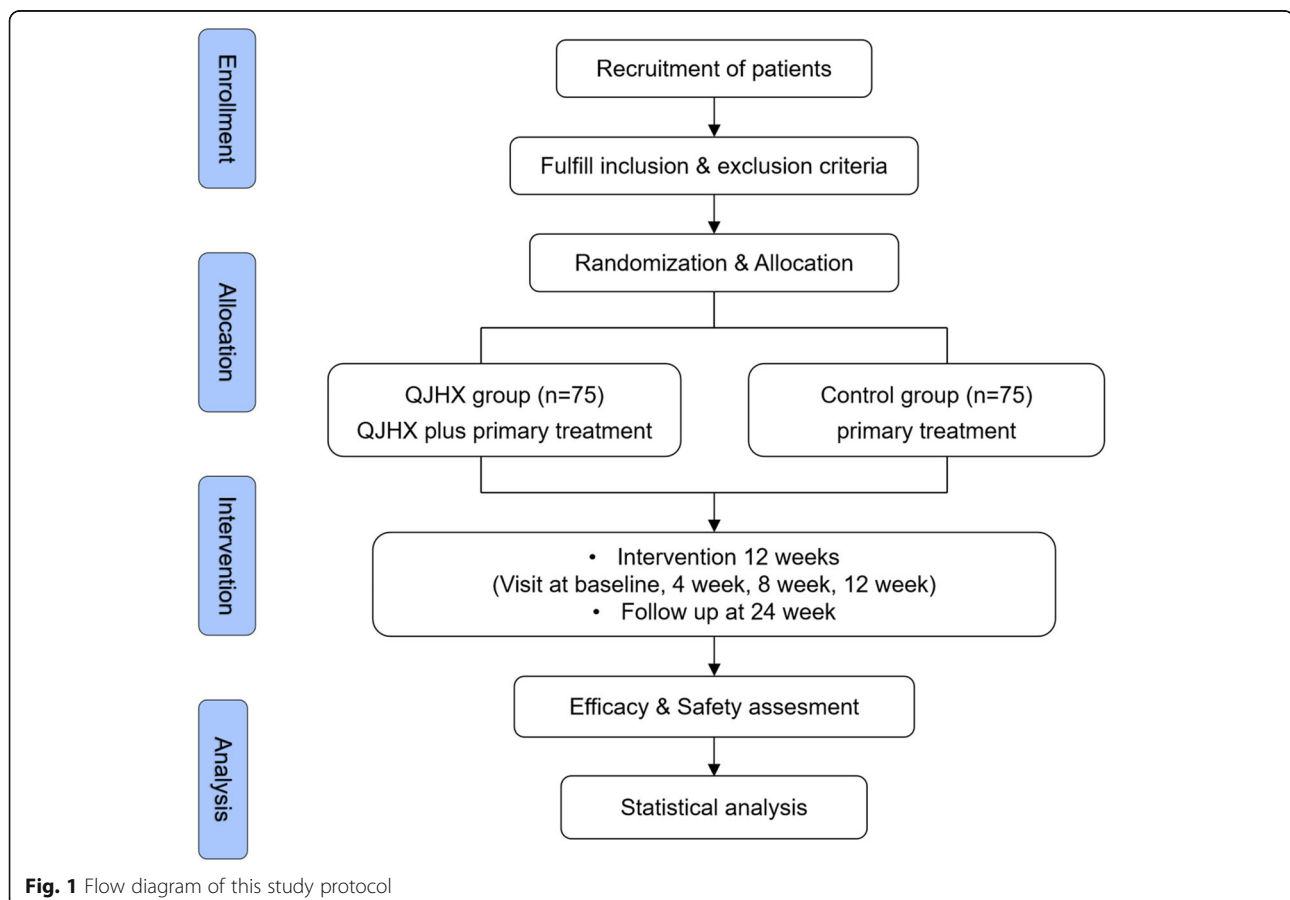 Enrollment
Recruitment of patients
Fulfill inclusion & exclusion criteria
Allocation
Randomization & Allocation
QJHX group (n=75)
QJHX plus primary treatment
Control group (n=75)
primary treatment
Intervention
• Intervention 12 weeks
(Visit at baseline, 4 week, 8 week, 12 week)
• Follow up at 24 week
Analysis
Efficacy & Safety assesment
Statistical analysis
Fig. 1 Flow diagram of this study protocol